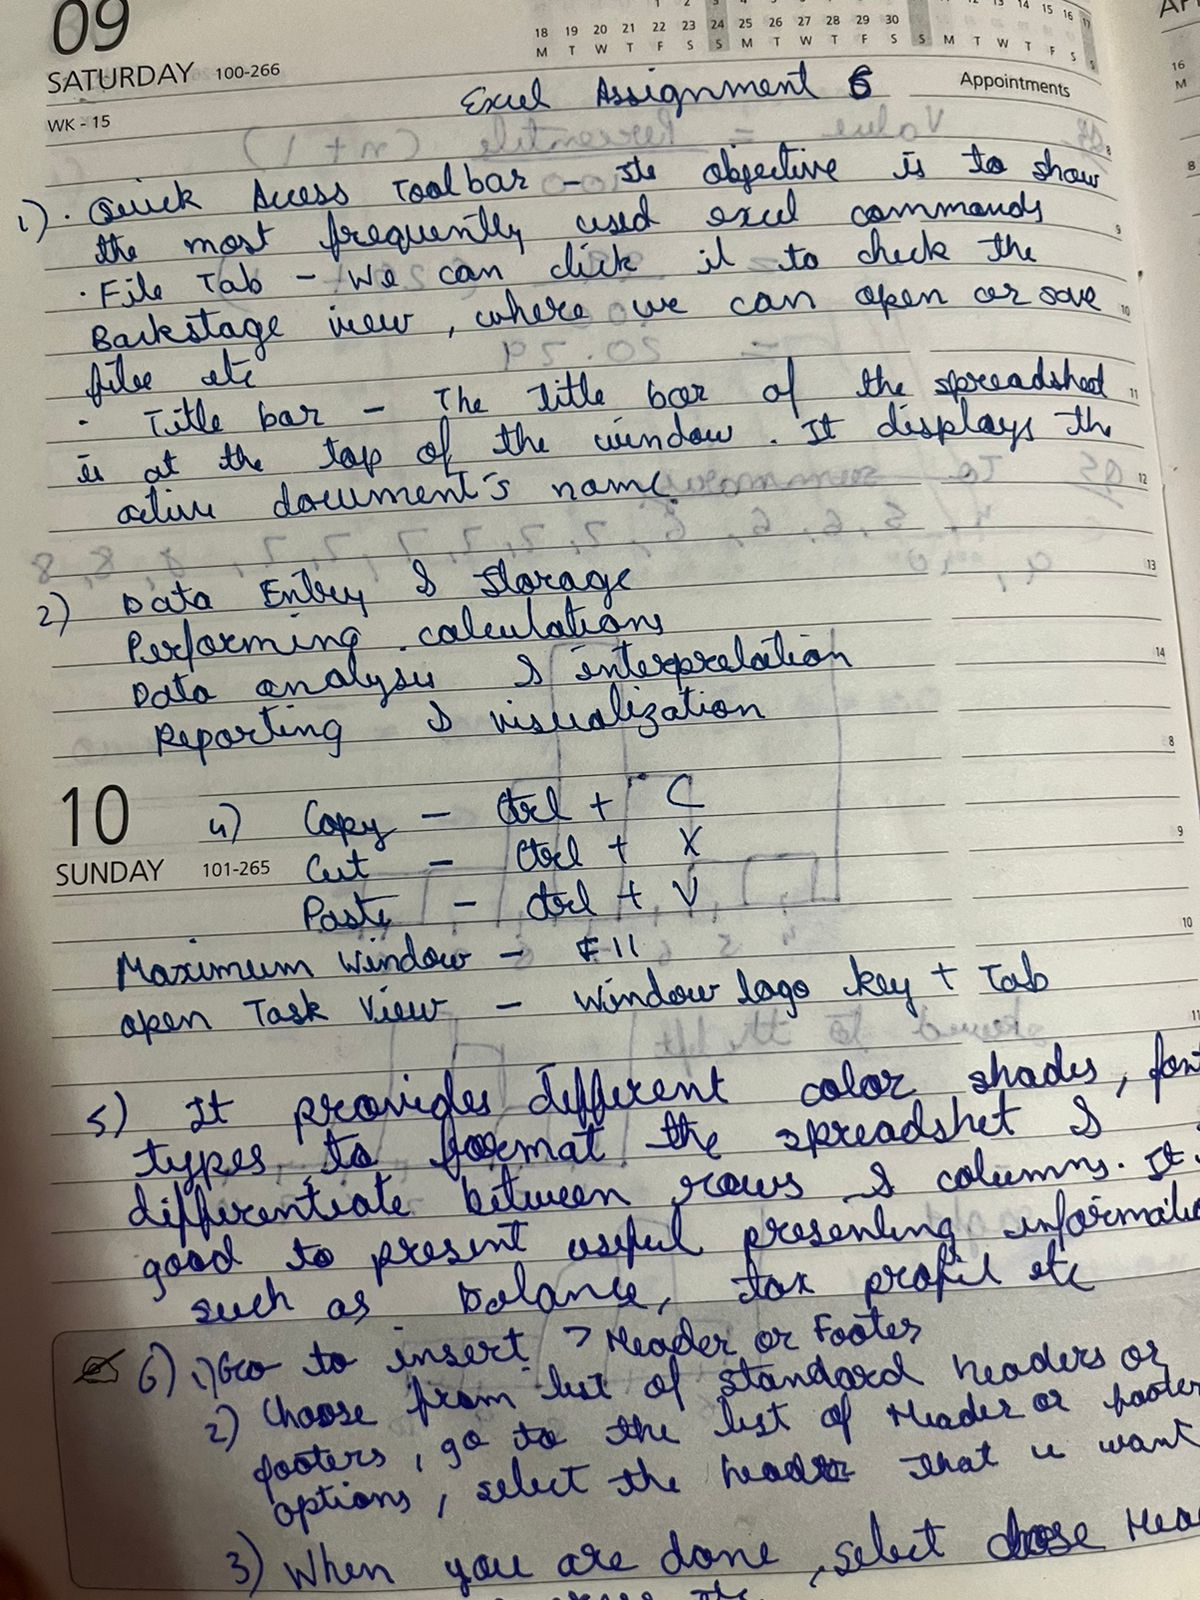 09
18 19 20 21 22 23 24 25 26 27 28 29 30
M T W T F S S M T W T F S S M T W T F S S
SATURDAY 100-266
WK - 15
Appointments
Excel Assignment 6
1) · Quick Access Toolbar - Its objective is to show
the most frequently used excel commands
· File Tab - We can click it to check the
Backstage view, where we can open or save
files etc
· Title bar - The title bar of the spreadsheet
is at the top of the window. It displays the
active document's name.
2) Data Entry & Storage
Performing calculations
Data analysis & interpretation
Reporting & visualization
10
SUNDAY 101-265
4) Copy - Ctrl + C
Cut - Ctrl + X
Paste - Ctrl + V
Maximum Window - F11
open Task View - Window logo key + Tab
5) It provides different color shades, font
types to format the spreadshet &
differentiate between rows & columns. It
good to present useful presenting
such as balance, tax profit etc
6) 1) Go to insert > Header or Footer
2) Choose from list of standard headers or
footers, go to the list of Header or footer
options, select the header that u want
3) When you are done, select